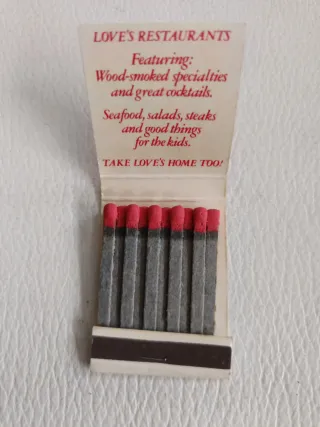 LOVE'S RESTAURANTS
Featuring:
Wood-smoked specialties
and great cocktails.
Seafood, salads, steaks
and good things
for the kids.
TAKE LOVE'S HOME TOO!